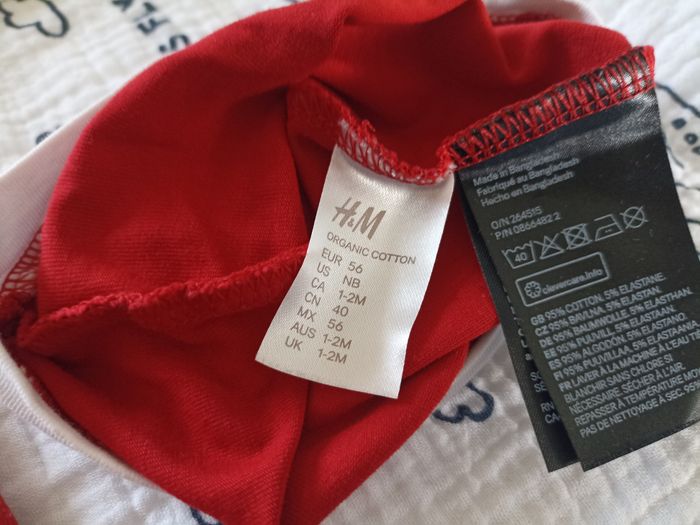 H&M
ORGANIC COTTON
EUR 56
US NB
CA 1-2M
CN 40
MX 56
AUS 1-2M
UK 1-2M
Made in Bangladesh
Fabriqué au Bangladesh
Hecho en Bangladesh
O/N 264515
P/N 0866482 2
40
clevercare.info
GB 95% COTTON, 5% ELASTANE
CZ 95% BAVLNA, 5% ELASTAN.
DE 95% BAUMWOLLE, 5% ELASTHAN.
EE 95% PUUVILL, 5% ELASTAAN.
ES 95% ALGODÓN, 5% ELASTANO.
FI 95% PUUVILLAA, 5% ELASTAANI
FR LAVER À LA MACHINE À L'EAU
BLANCHIR SANS CHLORE SI
NÉCESSAIRE SÉCHER À L'AIR.
REPASSER À TEMPÉRATURE
PAS DE NETTOYAGE À SEC.
RN
CA